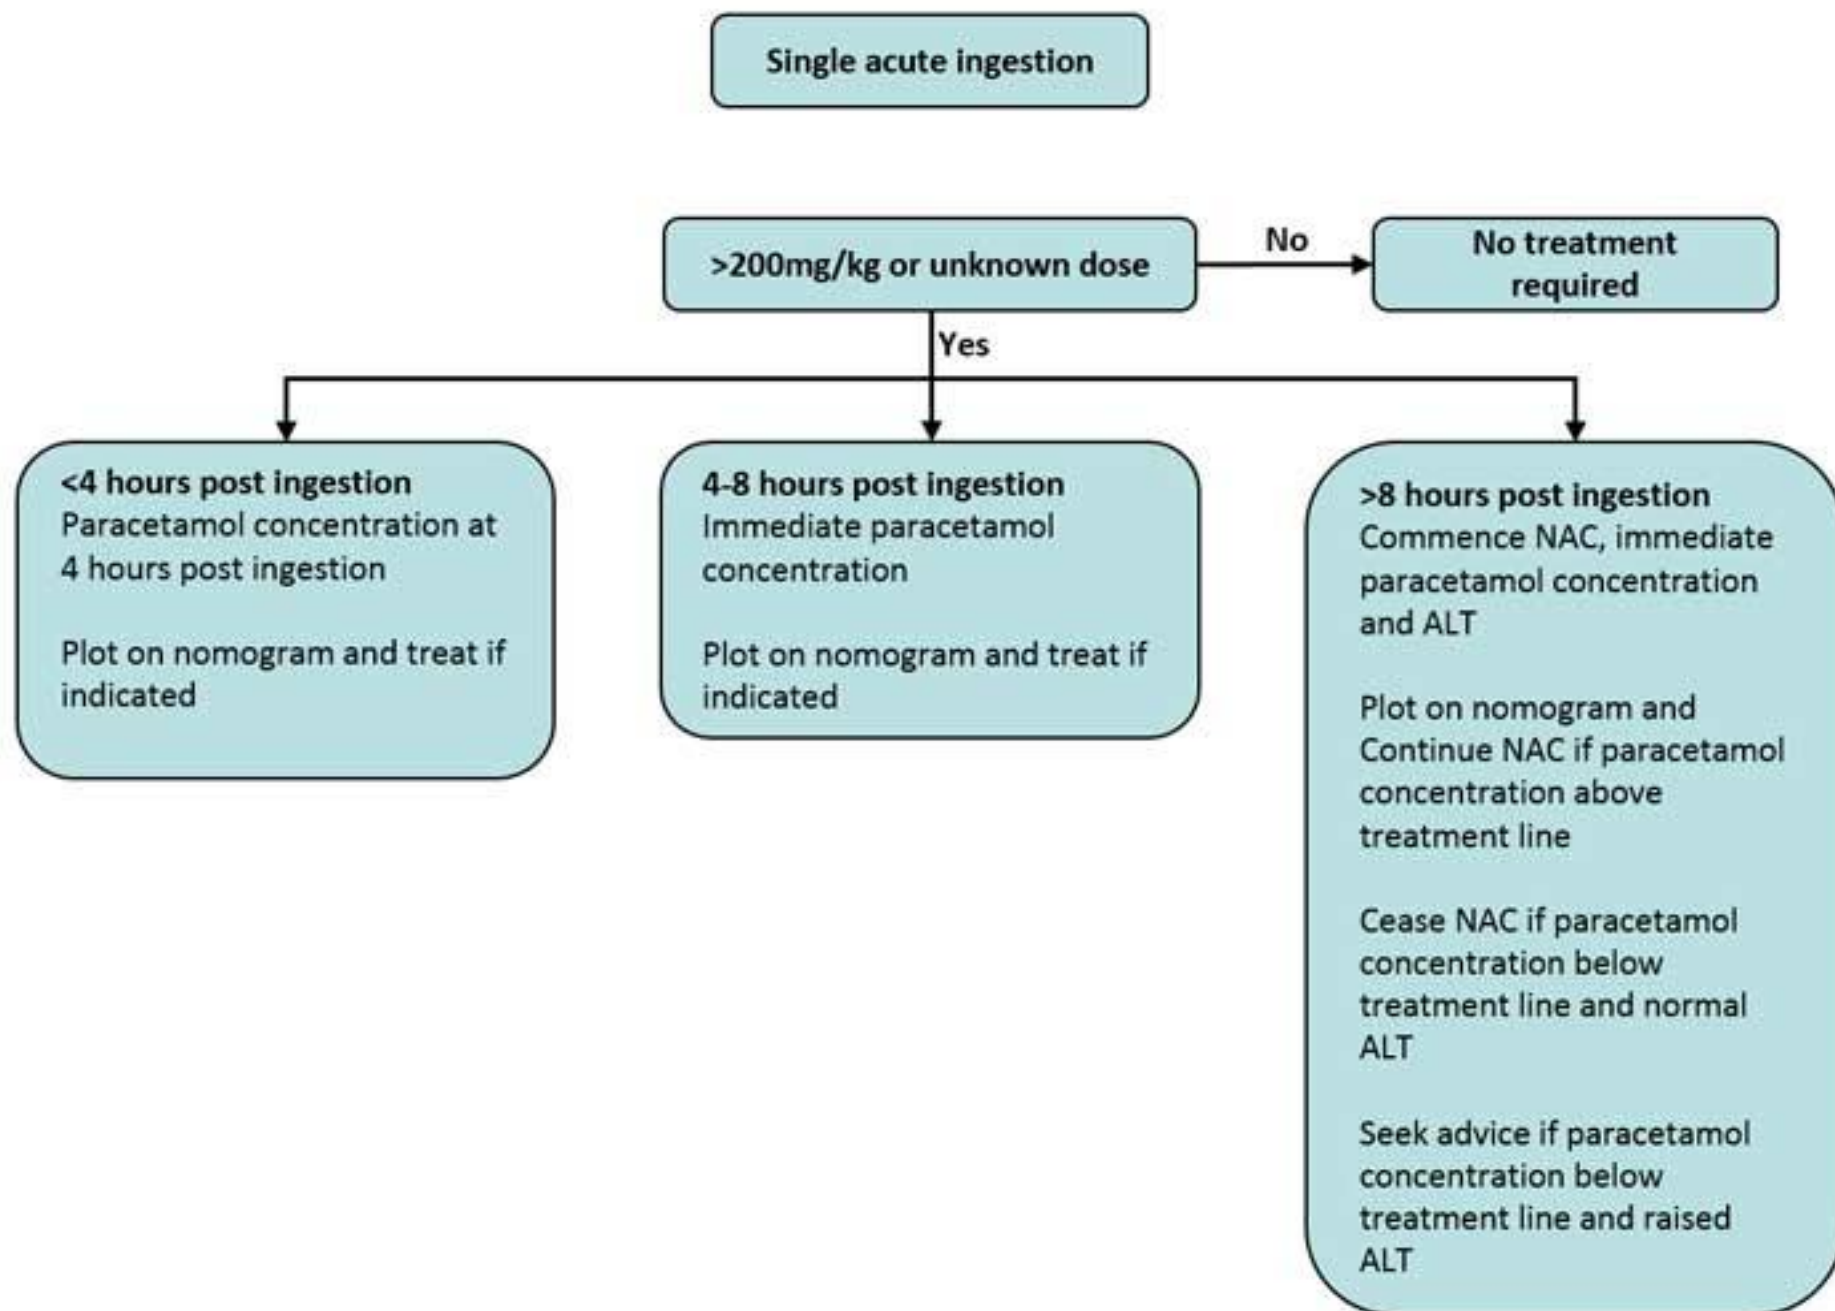 Single acute ingestion
>200mg/kg or unknown dose
No
No treatment
required
Yes
<4 hours post ingestion
Paracetamol concentration at
4 hours post ingestion
Plot on nomogram and treat if
indicated
4-8 hours post ingestion
Immediate paracetamol
concentration
Plot on nomogram and treat if
indicated
>8 hours post ingestion
Commence NAC, immediate
paracetamol concentration
and ALT
Plot on nomogram and
Continue NAC if paracetamol
concentration above
treatment line
Cease NAC if paracetamol
concentration below
treatment line and normal
ALT
Seek advice if paracetamol
concentration below
treatment line and raised
ALT